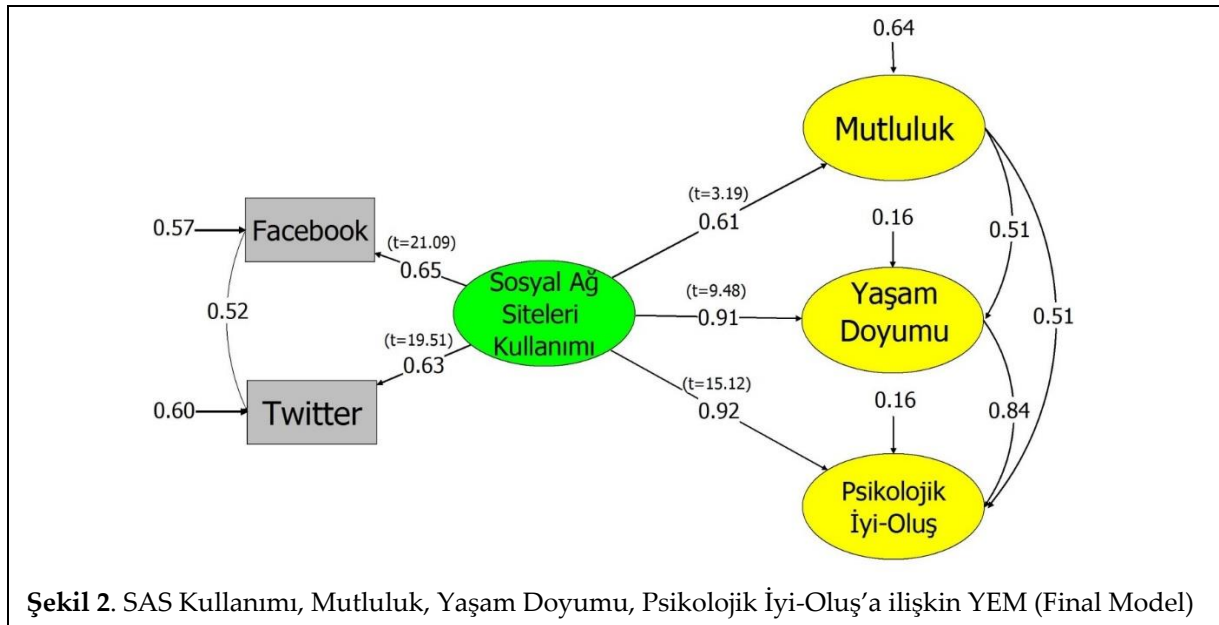 0.64
Mutluluk
(t=3.19)
0.61
0.57
Facebook
(t=21.09)
0.65
0.52
(t=19.51)
0.63
0.60
Twitter
Sosyal Ağ
Siteleri
Kullanımı
(t=9.48)
0.91
0.16
Yaşam
Doyumu
0.51
0.51
(t=15.12)
0.92
0.16
0.84
Psikolojik
İyi-Oluş
Şekil 2. SAS Kullanımı, Mutluluk, Yaşam Doyumu, Psikolojik İyi-Oluş’a ilişkin YEM (Final Model)